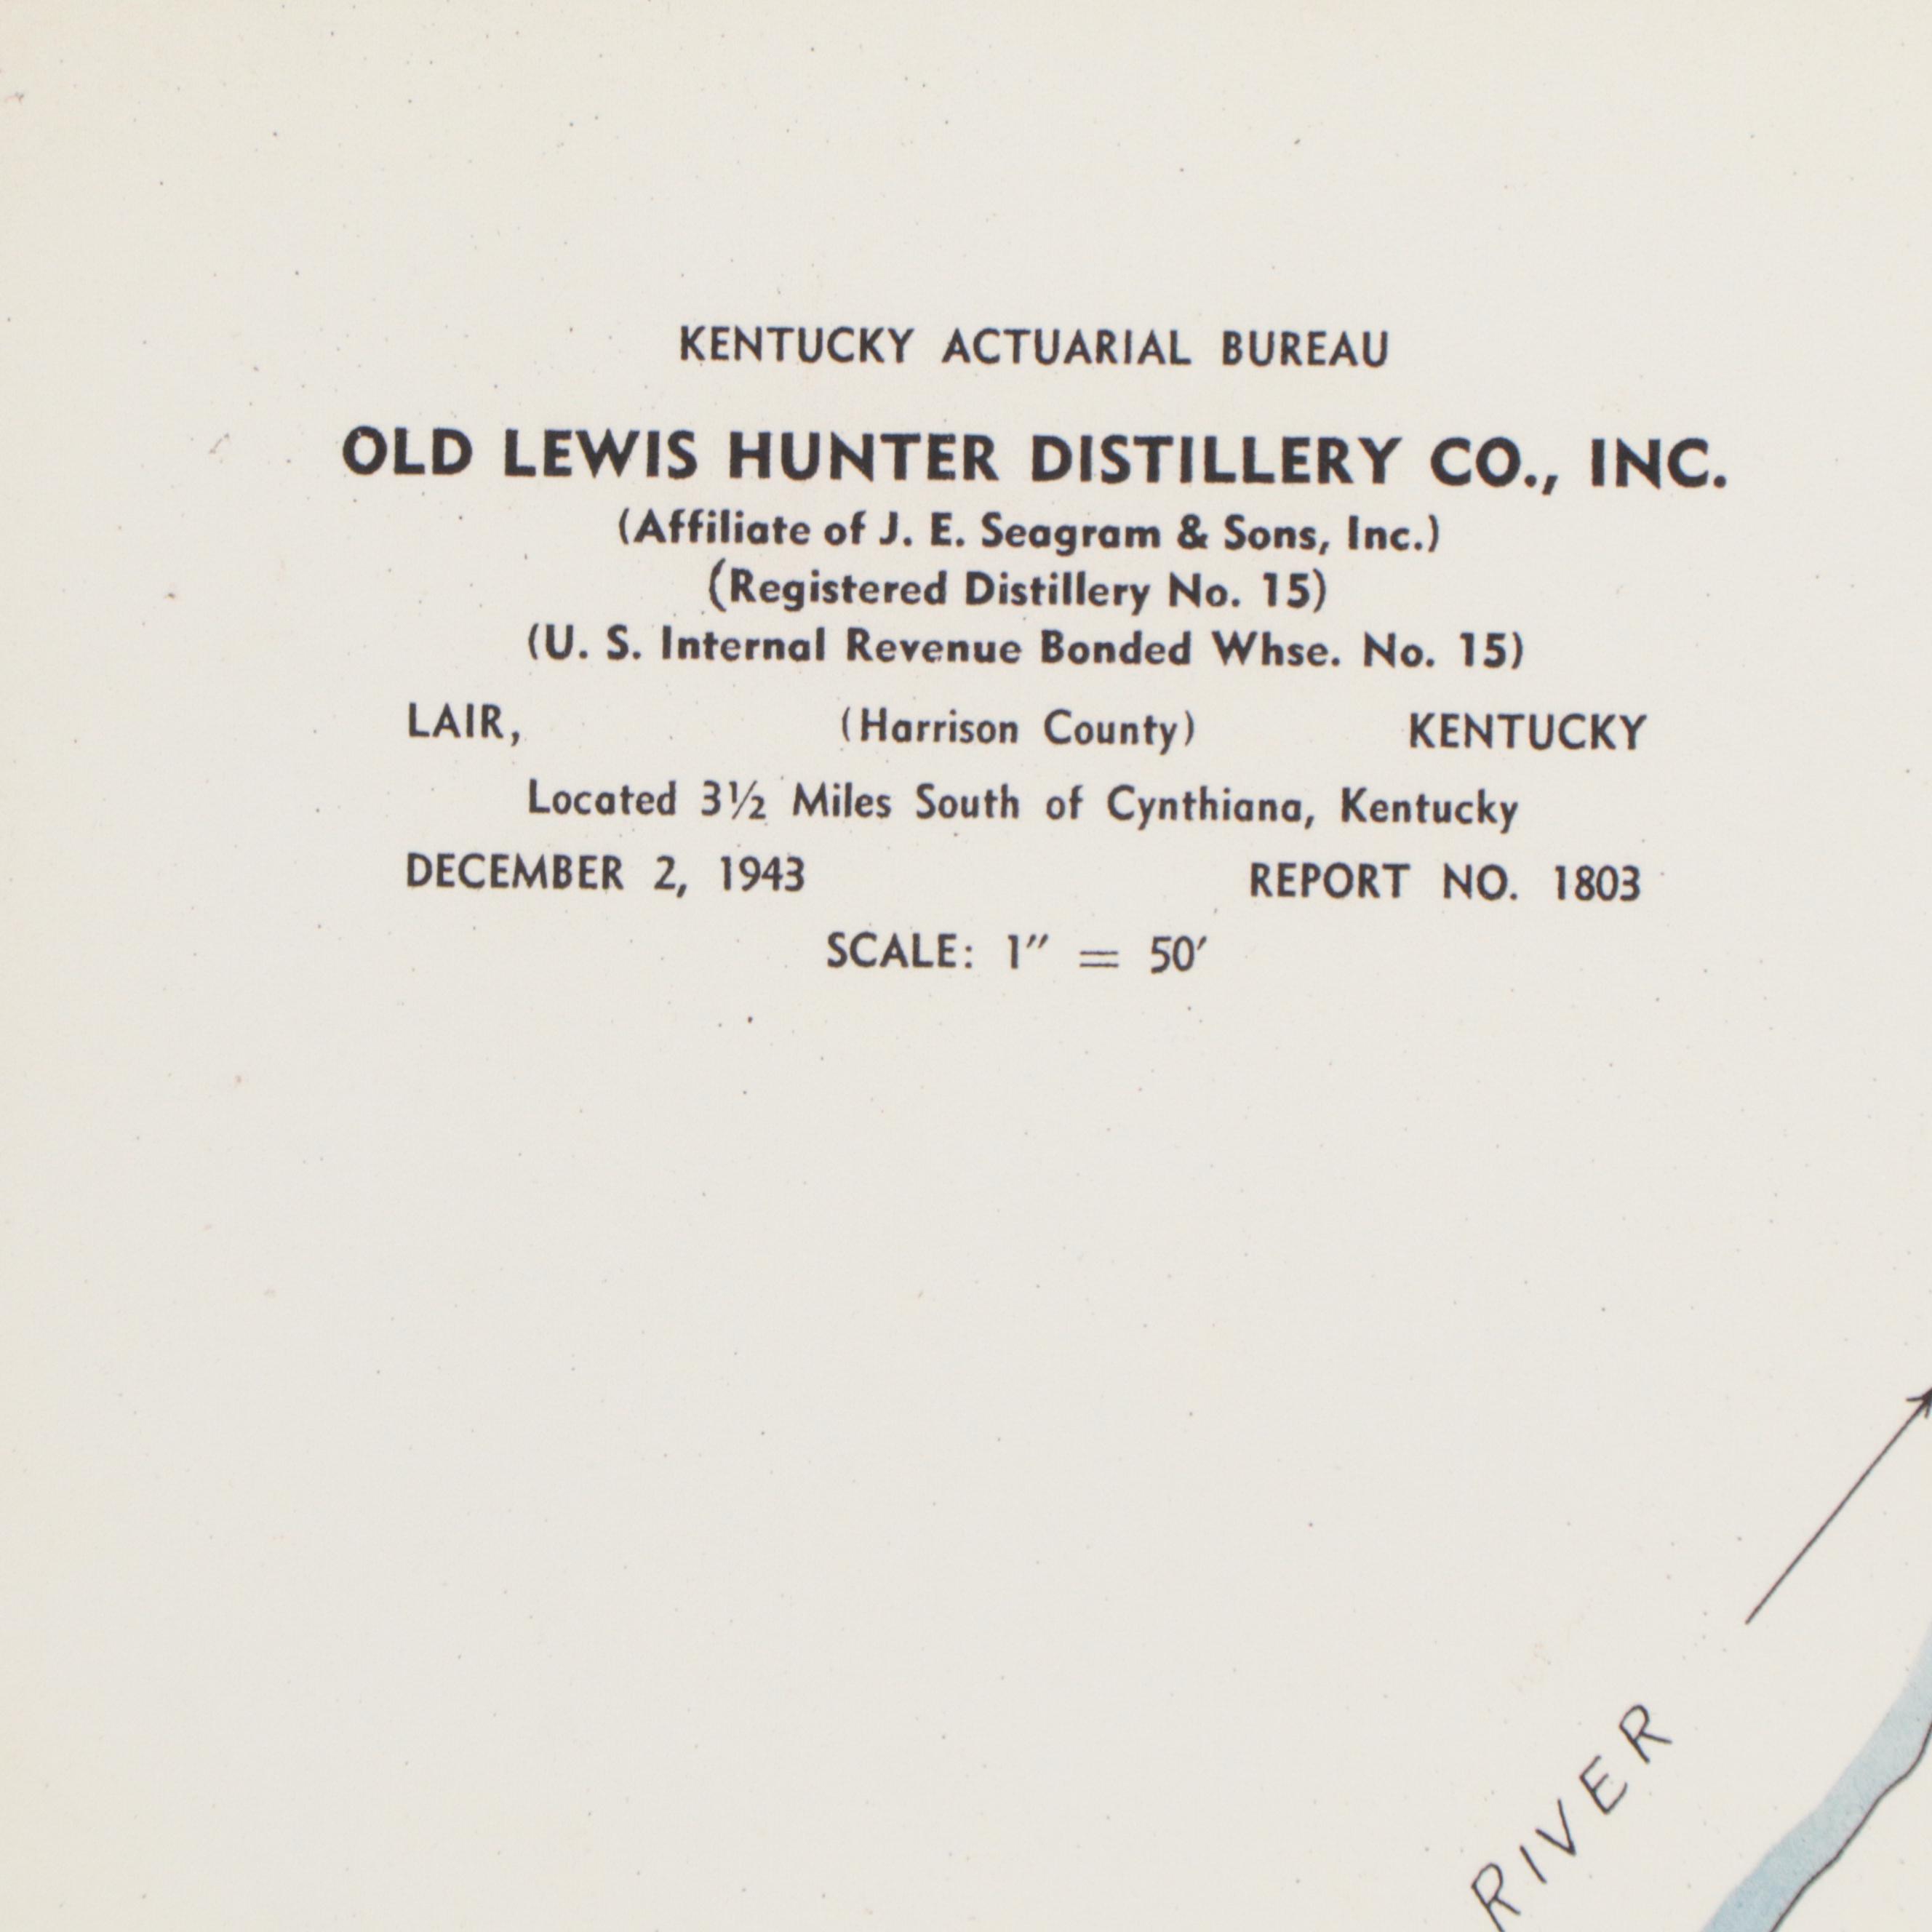 KENTUCKY ACTUARIAL BUREAU
OLD LEWIS HUNTER DISTILLERY CO., INC.
(Affiliate of J. E. Seagram & Sons, Inc.)
(Registered Distillery No. 15)
(U. S. Internal Revenue Bonded Whse. No. 15)
LAIR, (Harrison County) KENTUCKY
Located 3½ Miles South of Cynthiana, Kentucky
DECEMBER 2, 1943 REPORT NO. 1803
SCALE: 1″ = 50′
RIVER